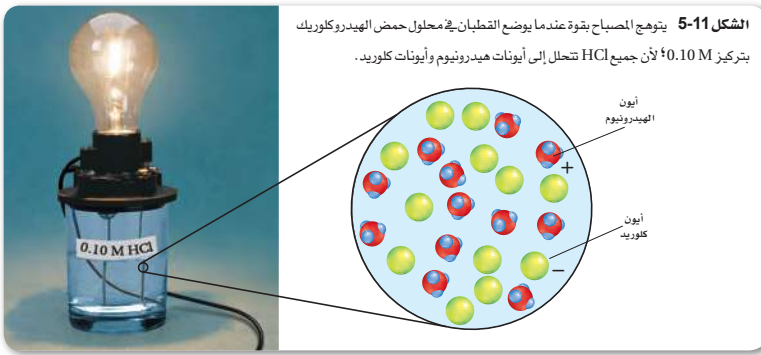 الشكل 11-5 يتوهج المصباح بقوة عندما يوضع القطبان في محلول حمض الهيدروكلوريك
بتركيز 0.10 M؛ لأن جميع HCl تتحلل إلى أيونات هيدرونيوم وأيونات كلوريد.
أيون
الهيدرونيوم
+
أيون
كلوريد
−
0.10 M HCl